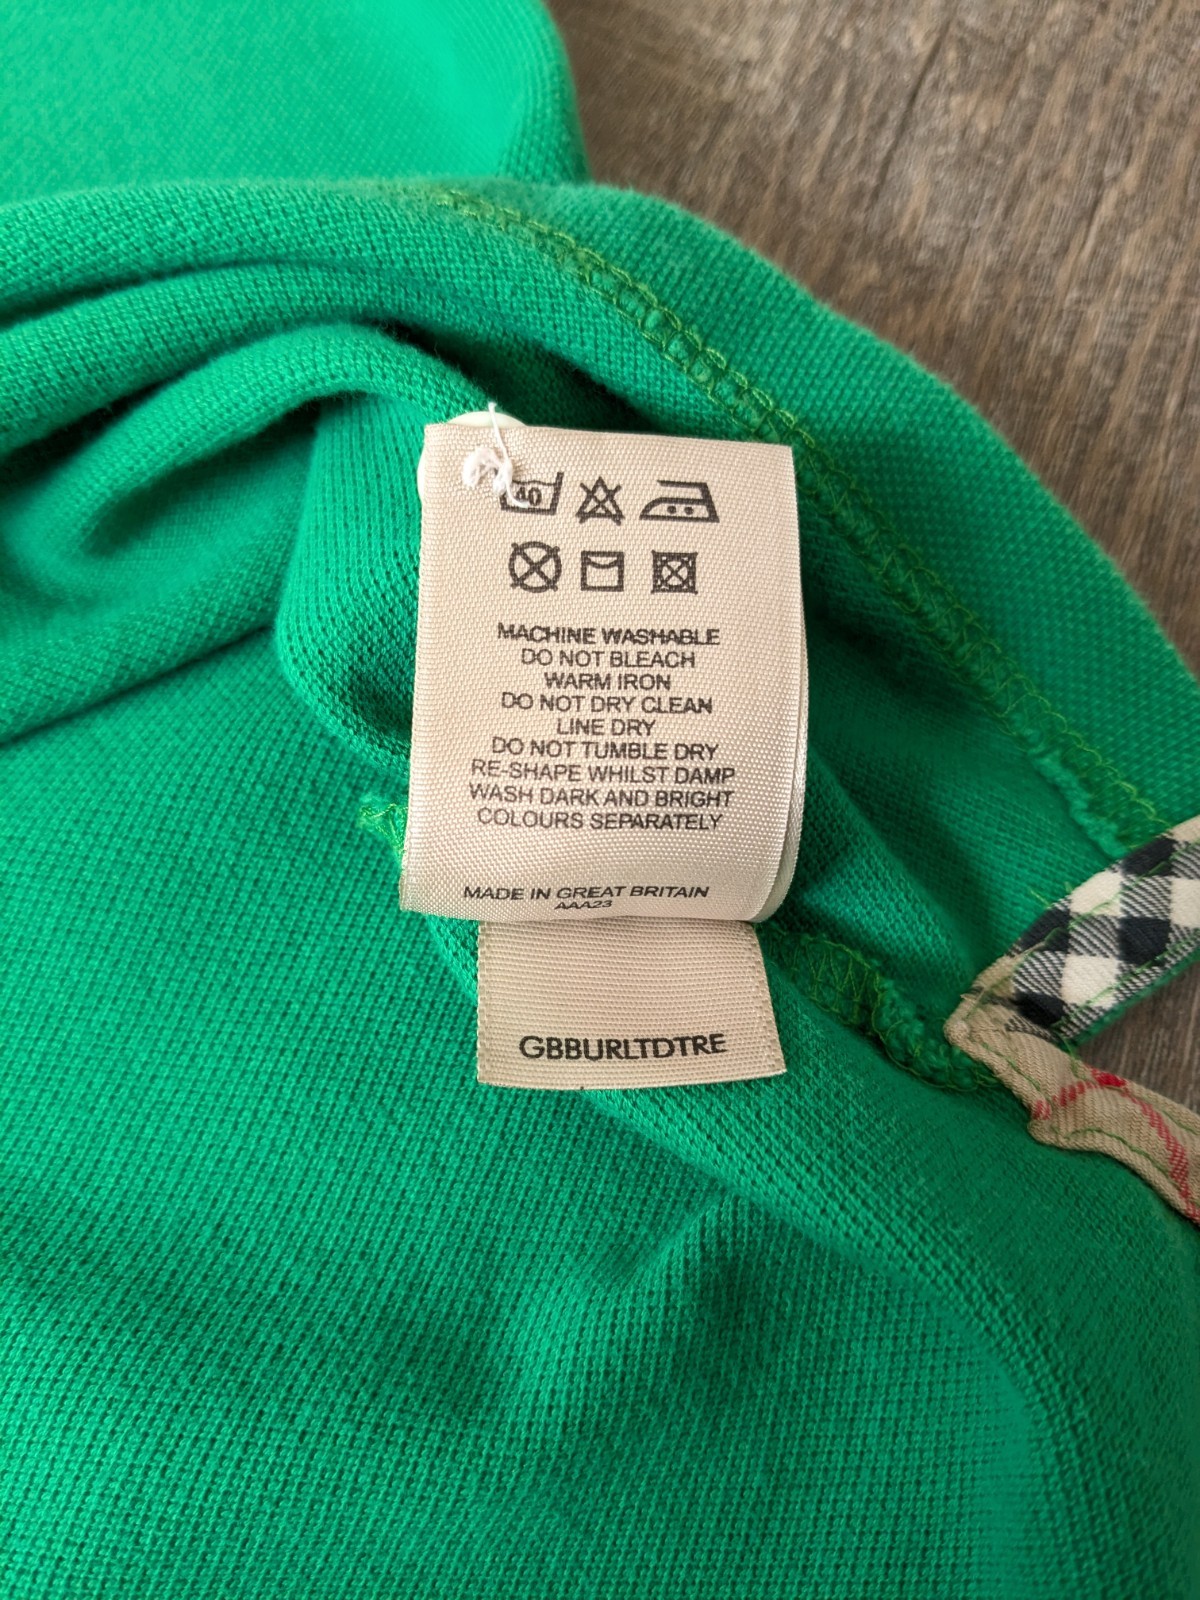 40
MACHINE WASHABLE
DO NOT BLEACH
WARM IRON
DO NOT DRY CLEAN
LINE DRY
DO NOT TUMBLE DRY
RE-SHAPE WHILST DAMP
WASH DARK AND BRIGHT
COLOURS SEPARATELY
MADE IN GREAT BRITAIN
AAA23
GBBURLTDTRE